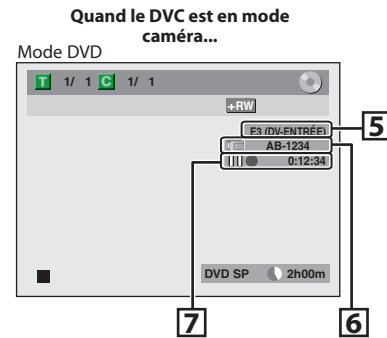 Quand le DVC est en mode
caméra...
Mode DVD
T 1/ 1 C 1/ 1
+RW
E3 (DV-ENTRÉE)
5
AB-1234
0:12:34
DVD SP 2h00m
7 6